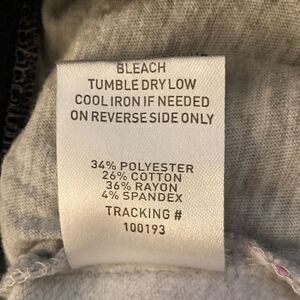 BLEACH
TUMBLE DRY LOW
COOL IRON IF NEEDED
ON REVERSE SIDE ONLY
34% POLYESTER
26% COTTON
36% RAYON
4% SPANDEX
TRACKING #
100193